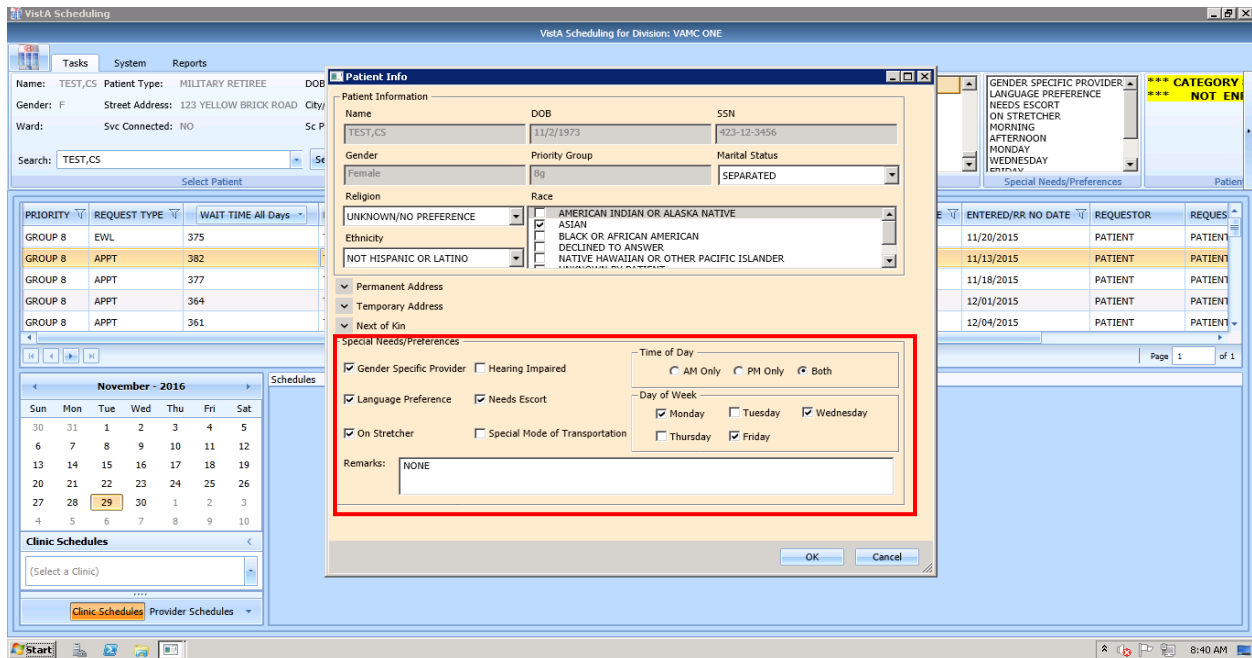 VistA Scheduling
VistA Scheduling for Division: VAMC ONE
Tasks System Reports
Name: TEST,CS Patient Type: MILITARY RETIREE DOB
Gender: F Street Address: 123 YELLOW BRICK ROAD City/
Ward: Svc Connected: NO Sc P
Search: TEST,CS Se
Select Patient
GENDER SPECIFIC PROVIDER
LANGUAGE PREFERENCE
NEEDS ESCORT
ON STRETCHER
MORNING
AFTERNOON
MONDAY
WEDNESDAY
FRIDAY
Special Needs/Preferences
*** CATEGORY
*** NOT ENR
Patient
PRIORITY REQUEST TYPE WAIT TIME All Days
E ENTERED/RR NO DATE REQUESTOR REQUES
GROUP 8 EWL 375 11/20/2015 PATIENT PATIENT
GROUP 8 APPT 382 11/13/2015 PATIENT PATIENT
GROUP 8 APPT 377 11/18/2015 PATIENT PATIENT
GROUP 8 APPT 364 12/01/2015 PATIENT PATIENT
GROUP 8 APPT 361 12/04/2015 PATIENT PATIENT
Page 1 of 1
Patient Info
Patient Information
Name DOB SSN
TEST,CS 11/2/1973 423-12-3456
Gender Priority Group Marital Status
Female 8g SEPARATED
Religion Race
UNKNOWN/NO PREFERENCE
AMERICAN INDIAN OR ALASKA NATIVE
ASIAN
BLACK OR AFRICAN AMERICAN
DECLINED TO ANSWER
NATIVE HAWAIIAN OR OTHER PACIFIC ISLANDER
UNKNOWN BY PATIENT
Ethnicity
NOT HISPANIC OR LATINO
Permanent Address
Temporary Address
Next of Kin
Special Needs/Preferences
Gender Specific Provider Hearing Impaired
Language Preference Needs Escort
On Stretcher Special Mode of Transportation
Time of Day
AM Only PM Only Both
Day of Week
Monday Tuesday Wednesday
Thursday Friday
Remarks: NONE
OK Cancel
November - 2016
Sun Mon Tue Wed Thu Fri Sat
30 31 1 2 3 4 5
6 7 8 9 10 11 12
13 14 15 16 17 18 19
20 21 22 23 24 25 26
27 28 29 30 1 2 3
4 5 6 7 8 9 10
Schedules
Clinic Schedules
(Select a Clinic)
Clinic Schedules Provider Schedules
Start 8:40 AM